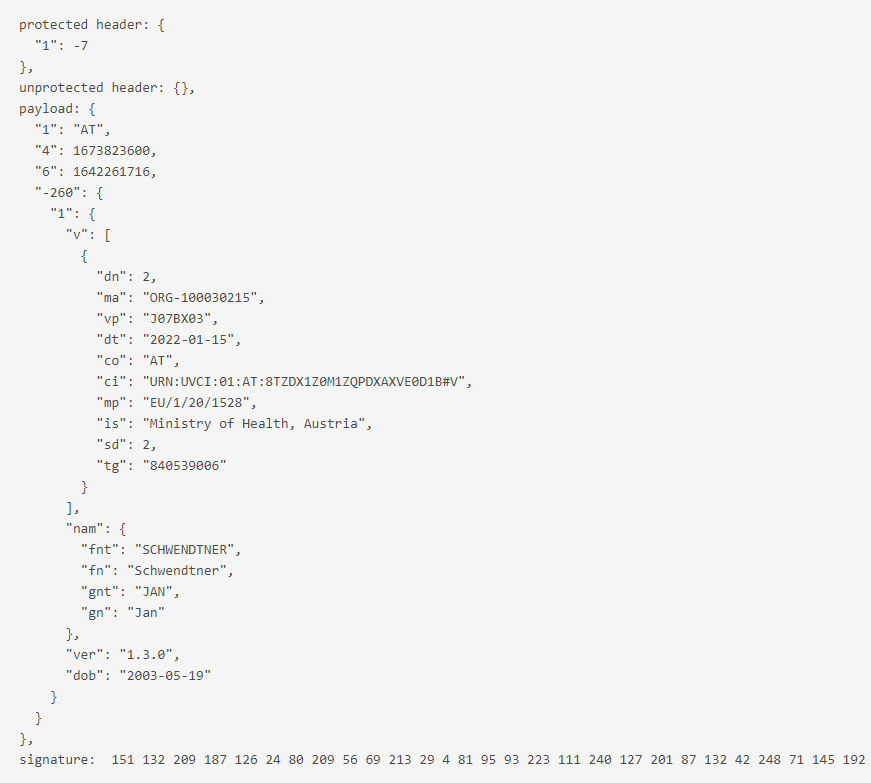 protected header: {
"1": -7
},
unprotected header: {},
payload: {
"1": "AT",
"4": 1673823600,
"6": 1642261716,
"-260": {
"1": {
"v": [
{
"dn": 2,
"ma": "ORG-100030215",
"vp": "J07BX03",
"dt": "2022-01-15",
"co": "AT",
"ci": "URN:UVCI:01:AT:8TZDX1Z0M1ZQPDXAXVE0D1B#V",
"mp": "EU/1/20/1528",
"is": "Ministry of Health, Austria",
"sd": 2,
"tg": "840539006"
}
],
"nam": {
"fnt": "SCHWENDTNER",
"fn": "Schwendtner",
"gnt": "JAN",
"gn": "Jan"
},
"ver": "1.3.0",
"dob": "2003-05-19"
}
}
},
signature: 151 132 209 187 126 24 80 209 56 69 213 29 4 81 95 93 223 111 240 127 201 87 132 42 248 71 145 192